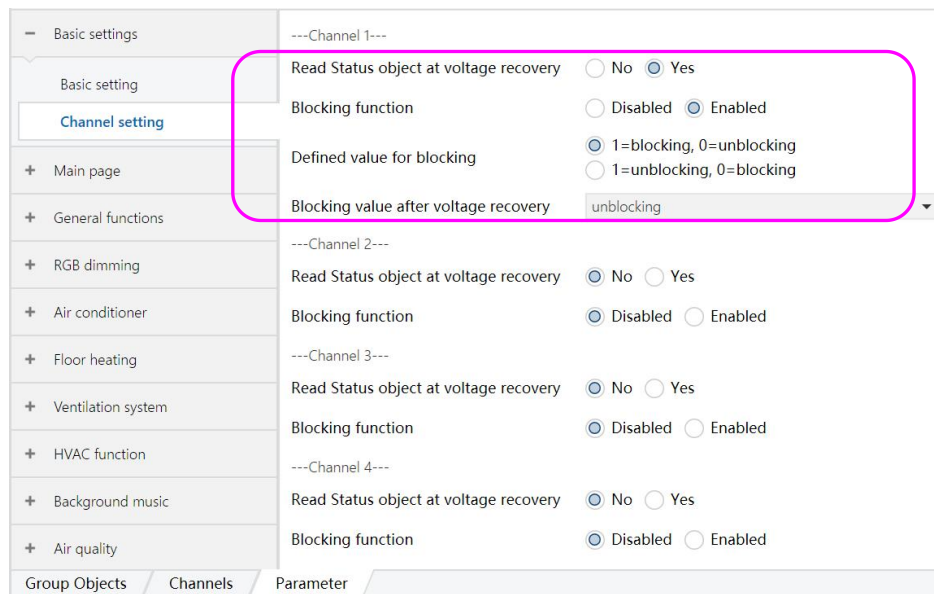 Basic settings
Basic setting
Channel setting
Main page
General functions
RGB dimming
Air conditioner
Floor heating
Ventilation system
HVAC function
Background music
Air quality
---Channel 1---
Read Status object at voltage recovery No Yes
Blocking function Disabled Enabled
Defined value for blocking 1=blocking, 0=unblocking
1=unblocking, 0=blocking
Blocking value after voltage recovery unblocking
---Channel 2---
Read Status object at voltage recovery No Yes
Blocking function Disabled Enabled
---Channel 3---
Read Status object at voltage recovery No Yes
Blocking function Disabled Enabled
---Channel 4---
Read Status object at voltage recovery No Yes
Blocking function Disabled Enabled
Group Objects Channels Parameter